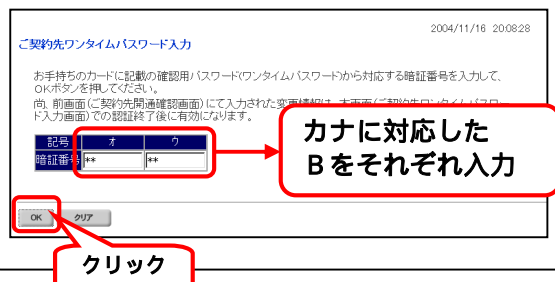 2004/11/16 20:08:28
ご契約先ワンタイムパスワード入力
お手持ちのカードに記載の確認用パスワード(ワンタイムパスワード)から対応する暗証番号を入力して、
OKボタンを押してください。
尚、前画面(ご契約先開通確認画面)にて入力された変更情報は、本画面(ご契約先ワンタイムパスワー
ド入力画面)での認証終了後に有効になります。
記号 オ ウ
暗証番号 ** **
カナに対応した
Bをそれぞれ入力
OK クリア
クリック